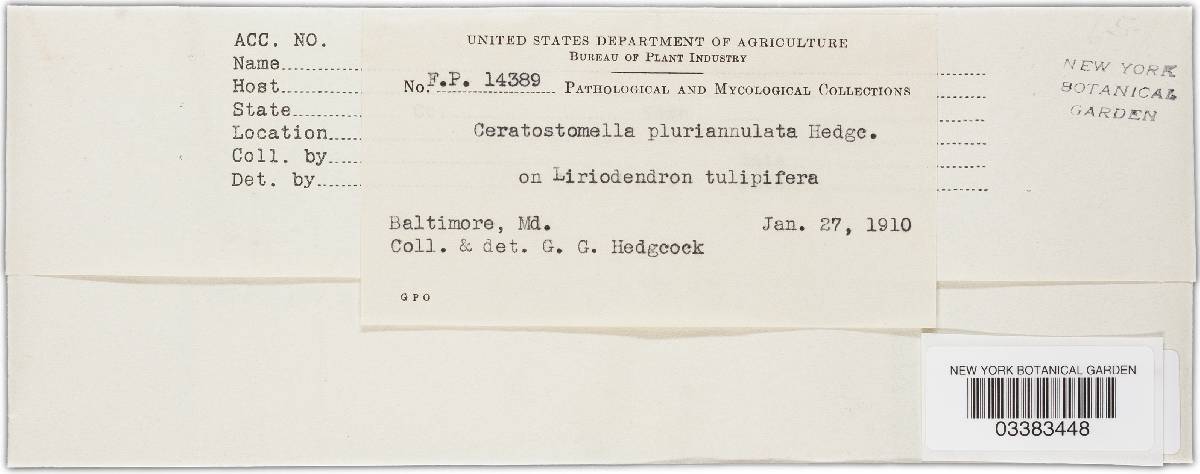 ACC. NO.
Name
Host
State
Location
Coll. by
Det. by
UNITED STATES DEPARTMENT OF AGRICULTURE
BUREAU OF PLANT INDUSTRY
No. F.P. 14389 PATHOLOGICAL AND MYCOLOGICAL COLLECTIONS
Ceratostomella pluriannulata Hedgc.
on Liriodendron tulipifera
Baltimore, Md. Jan. 27, 1910
Coll. & det. G. G. Hedgcock
GPO
NEW YORK
BOTANICAL
GARDEN
NEW YORK BOTANICAL GARDEN
03383448